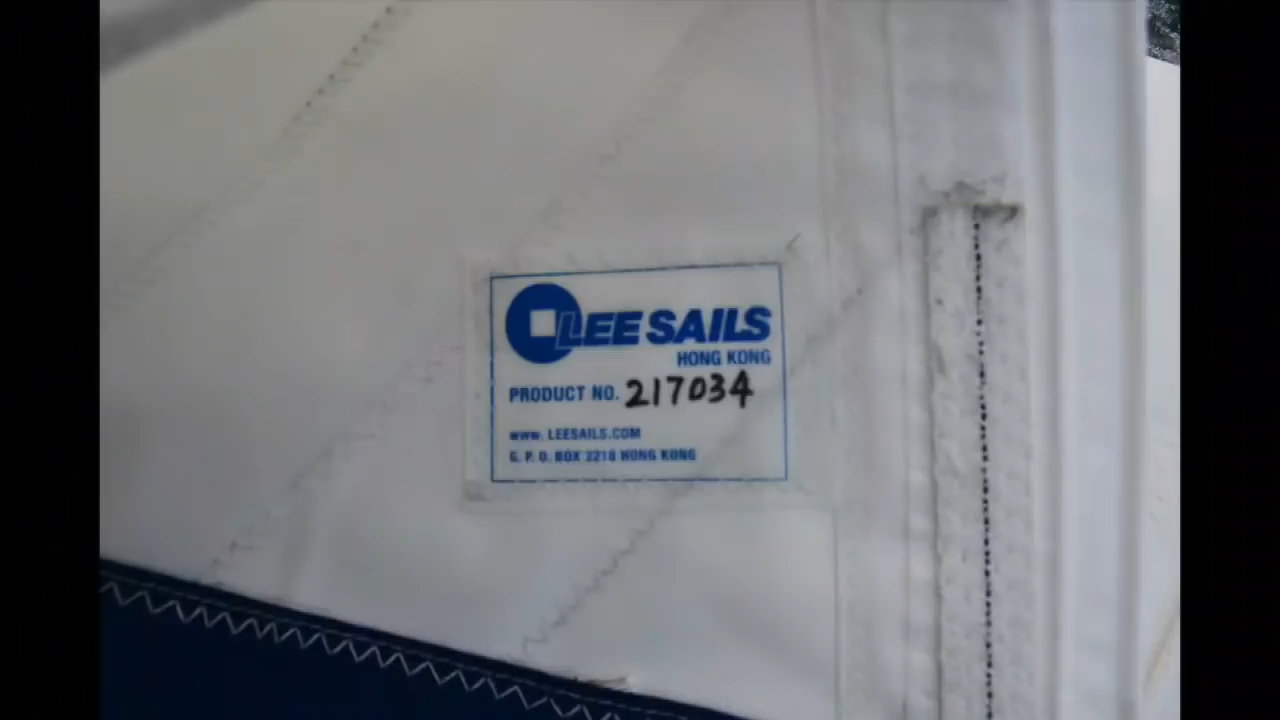 LEE SAILS
HONG KONG
PRODUCT NO. 217034
www. LEESAILS.COM
G. P. O. BOX 2218 HONG KONG